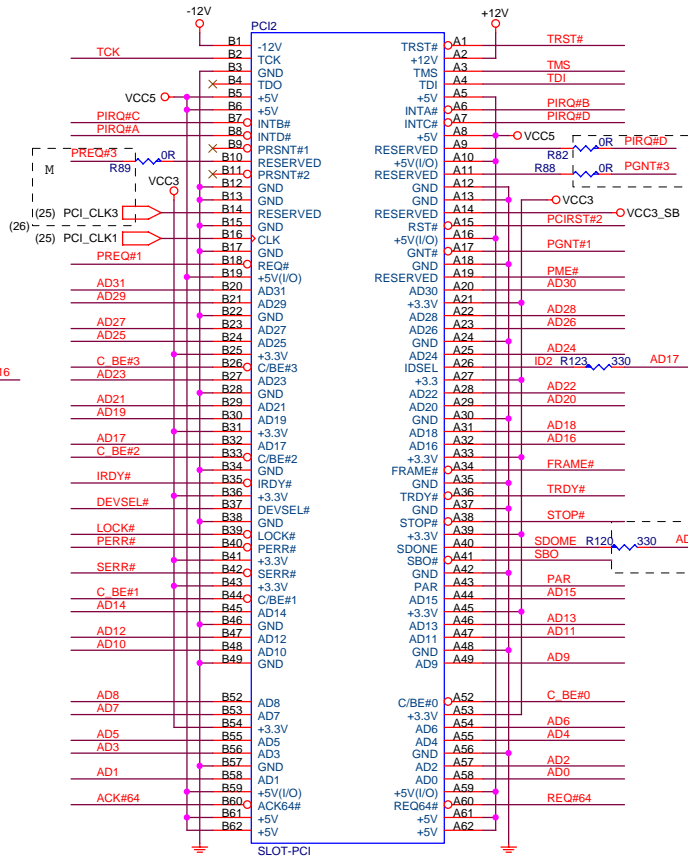 -12V +12V
PCI2
B1 -12V TRST# A1 TRST#
TCK B2 TCK +12V A2
B3 GND TMS A3 TMS
B4 TDO TDI A4 TDI
VCC5 B5 +5V +5V A5
B6 +5V INTA# A6 PIRQ#B
PIRQ#C B7 INTB# INTC# A7 PIRQ#D
PIRQ#A B8 INTD# +5V A8 VCC5
B9 PRSNT#1 RESERVED A9 R82 0R PIRQ#D
M PREQ#3 R89 0R B10 RESERVED +5V(I/O) A10
B11 PRSNT#2 RESERVED A11 R88 0R PGNT#3
VCC3 B12 GND GND A12
B13 GND GND A13 VCC3
(25) PCI_CLK3 B14 RESERVED RESERVED A14 VCC3_SB
(26) B15 GND RST# A15 PCIRST#2
(25) PCI_CLK1 B16 CLK +5V(I/O) A16
B17 GND GNT# A17 PGNT#1
PREQ#1 B18 REQ# GND A18
B19 +5V(I/O) RESERVED A19 PME#
AD31 B20 AD31 AD30 A20 AD30
AD29 B21 AD29 +3.3V A21
B22 GND AD28 A22 AD28
AD27 B23 AD27 AD26 A23 AD26
AD25 B24 AD25 GND A24
B25 +3.3V AD24 A25 AD24
C_BE#3 B26 C/BE#3 IDSEL A26 ID2 R123 330 AD17
16 AD23 B27 AD23 +3.3 A27
B28 GND AD22 A28 AD22
AD21 B29 AD21 AD20 A29 AD20
AD19 B30 AD19 GND A30
B31 +3.3V AD18 A31 AD18
AD17 B32 AD17 AD16 A32 AD16
C_BE#2 B33 C/BE#2 +3.3V A33
B34 GND FRAME# A34 FRAME#
IRDY# B35 IRDY# GND A35
B36 +3.3V TRDY# A36 TRDY#
DEVSEL# B37 DEVSEL# GND A37
B38 GND STOP# A38 STOP#
LOCK# B39 LOCK# +3.3V A39
PERR# B40 PERR# SDONE A40 SDOME R120 330 AD
B41 +3.3V SBO# A41 SBO
SERR# B42 SERR# GND A42
B43 +3.3V PAR A43 PAR
C_BE#1 B44 C/BE#1 AD15 A44 AD15
AD14 B45 AD14 +3.3V A45
B46 GND AD13 A46 AD13
AD12 B47 AD12 AD11 A47 AD11
AD10 B48 AD10 GND A48
B49 GND AD9 A49 AD9
AD8 B52 AD8 C/BE#0 A52 C_BE#0
AD7 B53 AD7 +3.3V A53
B54 +3.3V AD6 A54 AD6
AD5 B55 AD5 AD4 A55 AD4
AD3 B56 AD3 GND A56
B57 GND AD2 A57 AD2
AD1 B58 AD1 AD0 A58 AD0
B59 +5V(I/O) +5V(I/O) A59
ACK#64 B60 ACK64# REQ64# A60 REQ#64
B61 +5V +5V A61
B62 +5V +5V A62
SLOT-PCI